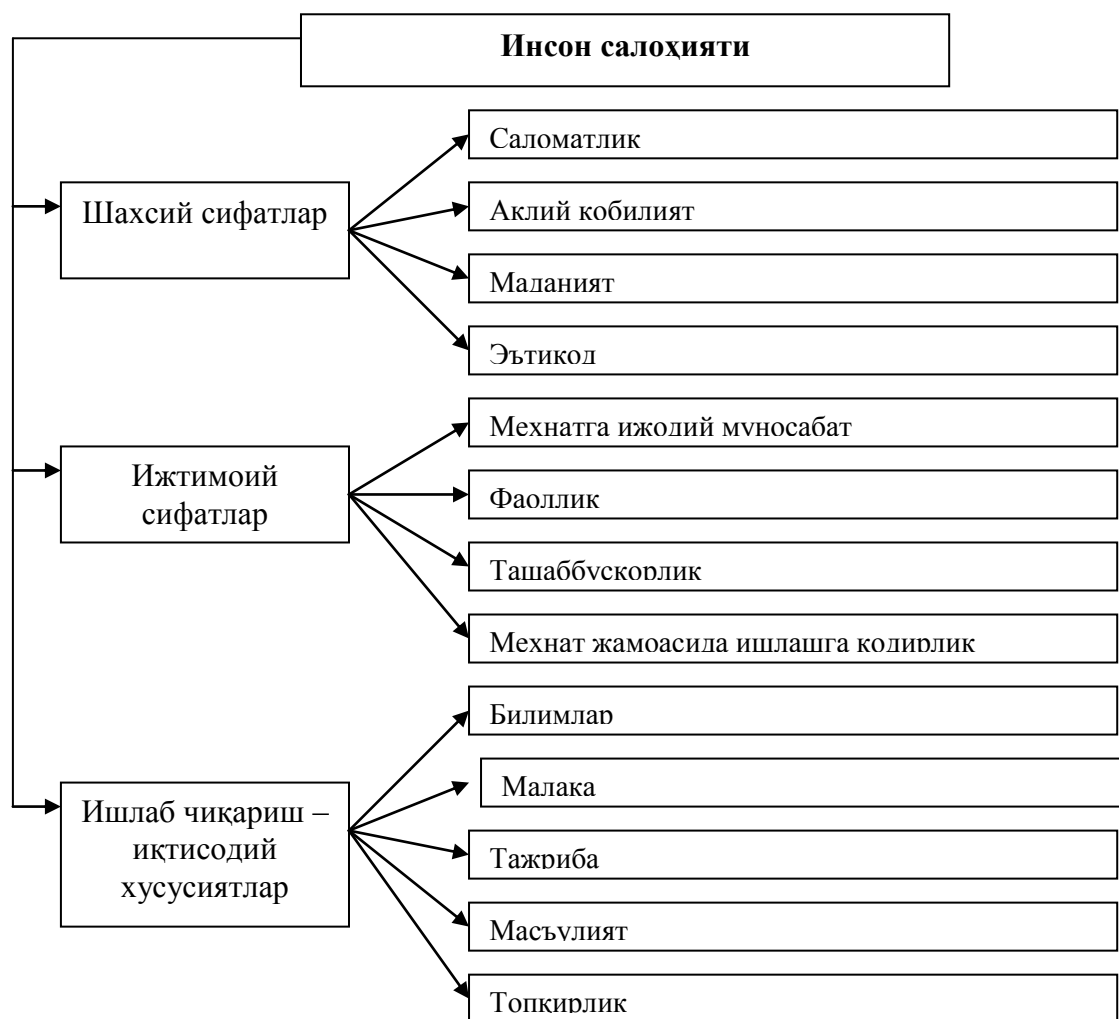 Инсон салоҳияти
Шахсий сифатлар
Саломатлик
Аклий кобилият
Маданият
Эътикод
Ижтимоий
сифатлар
Мехнатга ижодий муносабат
Фаоллик
Ташаббускорлик
Мехнат жамоасида ишлашга кодирлик
Ишлаб чиқариш –
иқтисодий
хусусиятлар
Билимлар
Малака
Тажриба
Масъулият
Топқирлик